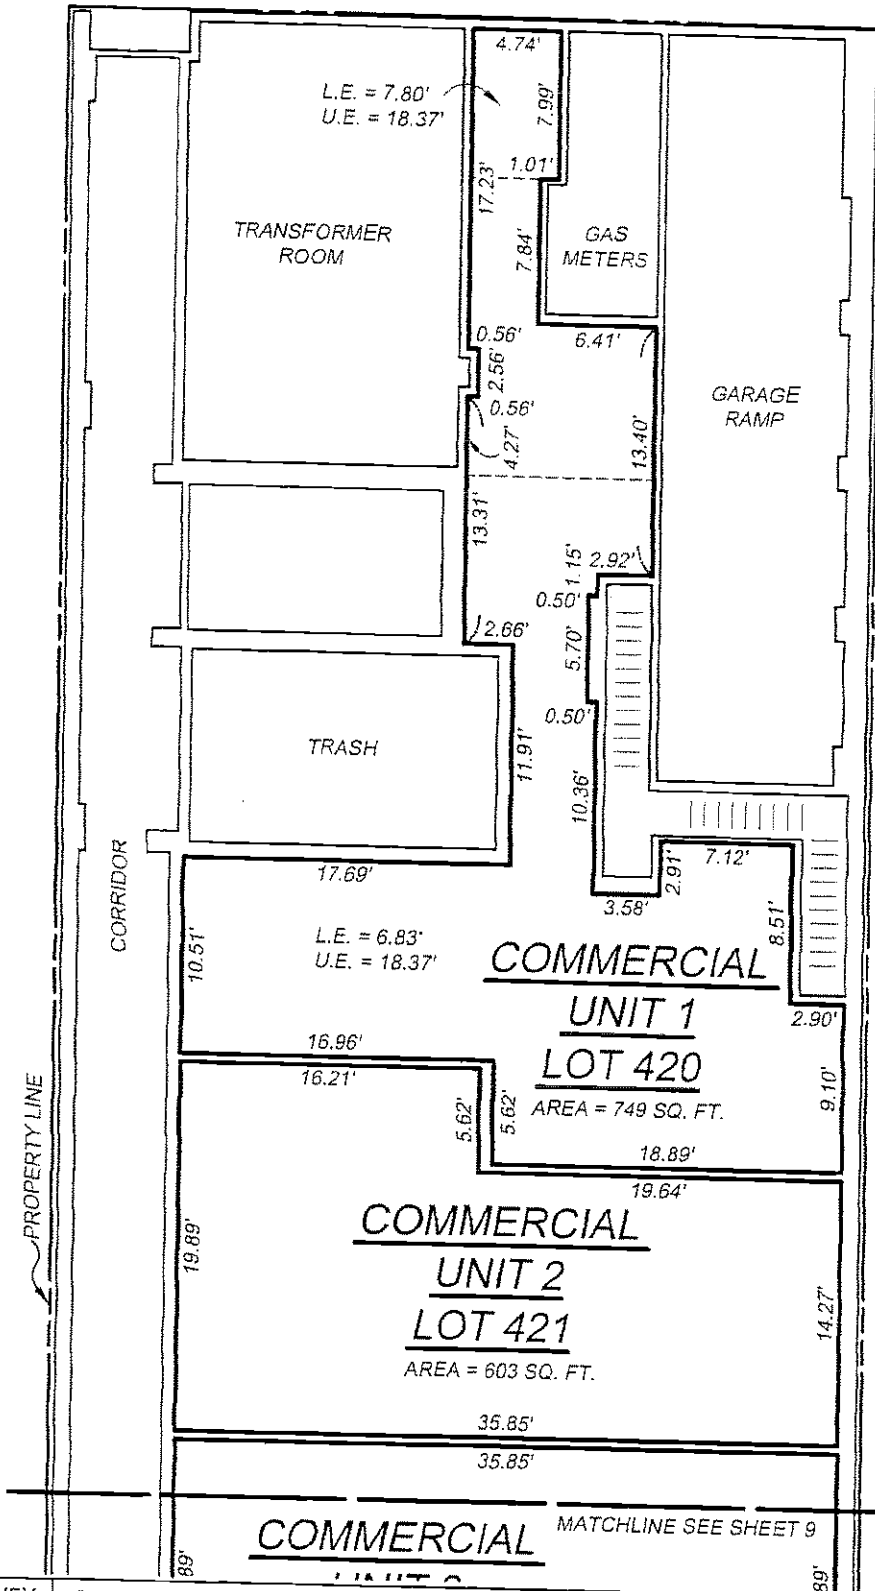 4.74'
L.E. = 7.80'
U.E. = 18.37'
7.99'
1.01'
17.23'
TRANSFORMER
ROOM
7.84'
GAS
METERS
0.56'
6.41'
2.56'
GARAGE
RAMP
0.56'
4.27'
13.40'
13.31'
1.15'
2.92'
0.50'
2.66'
5.70'
0.50'
TRASH
11.91'
10.36'
CORRIDOR
17.69'
2.91'
7.12'
3.58'
8.51'
L.E. = 6.83'
U.E. = 18.37'
10.51'
COMMERCIAL
UNIT 1
LOT 420
AREA = 749 SQ. FT.
2.90'
9.10'
16.96'
16.21'
5.62'
5.62'
18.89'
19.64'
PROPERTY LINE
19.89'
COMMERCIAL
UNIT 2
LOT 421
AREA = 603 SQ. FT.
14.27'
35.85'
35.85'
MATCHLINE SEE SHEET 9
COMMERCIAL
89'
89'